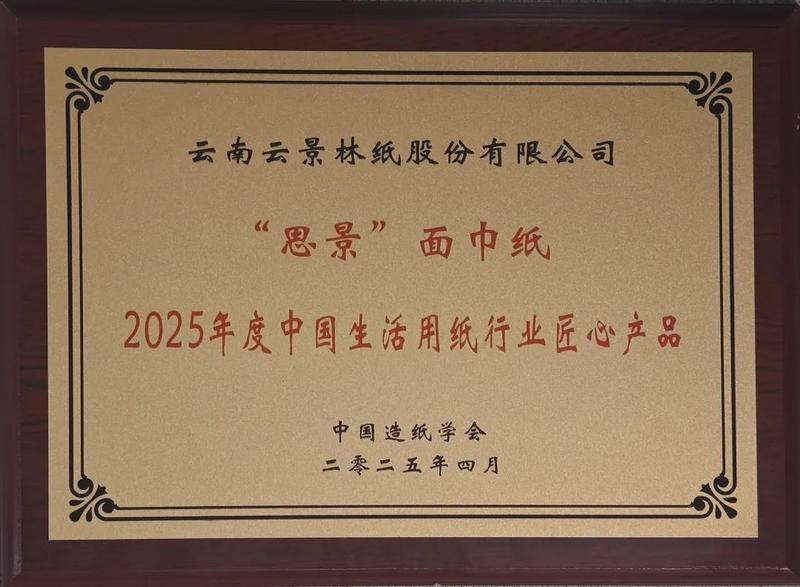 云南云景林纸股份有限公司
“思景”面巾纸
2025年度中国生活用纸行业匠心产品
中国造纸学会
二零二五年四月